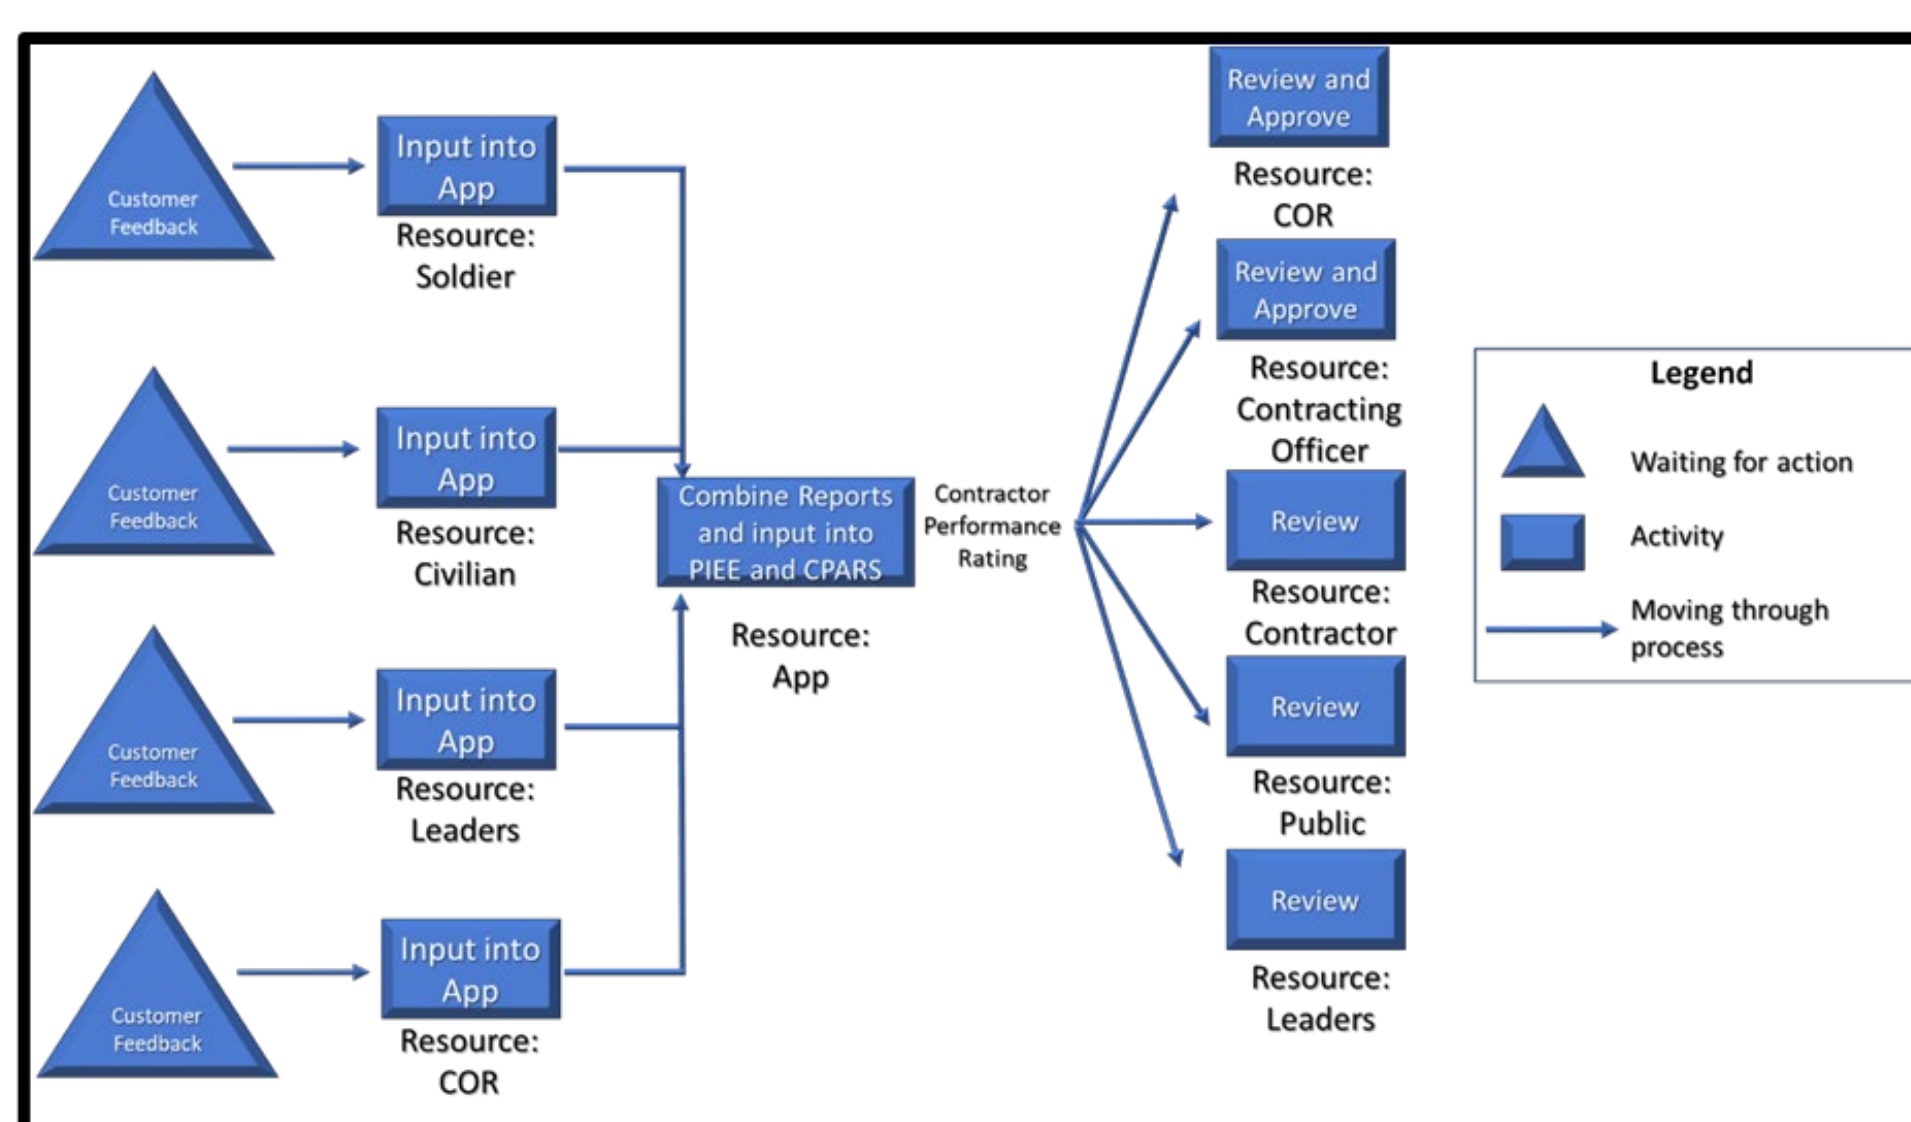 Customer
Feedback
Input into
App
Resource:
Soldier
Customer
Feedback
Input into
App
Resource:
Civilian
Customer
Feedback
Input into
App
Resource:
Leaders
Customer
Feedback
Input into
App
Resource:
COR
Combine Reports
and input into
PIEE and CPARS
Resource:
App
Contractor
Performance
Rating
Review and
Approve
Resource:
COR
Review and
Approve
Resource:
Contracting
Officer
Review
Resource:
Contractor
Review
Resource:
Public
Review
Resource:
Leaders
Legend
Waiting for action
Activity
Moving through
process